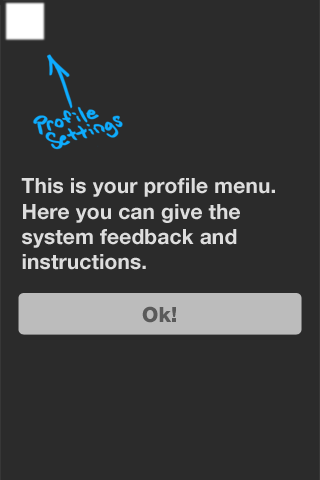 Profile
Settings
This is your profile menu.
Here you can give the
system feedback and
instructions.
Ok!